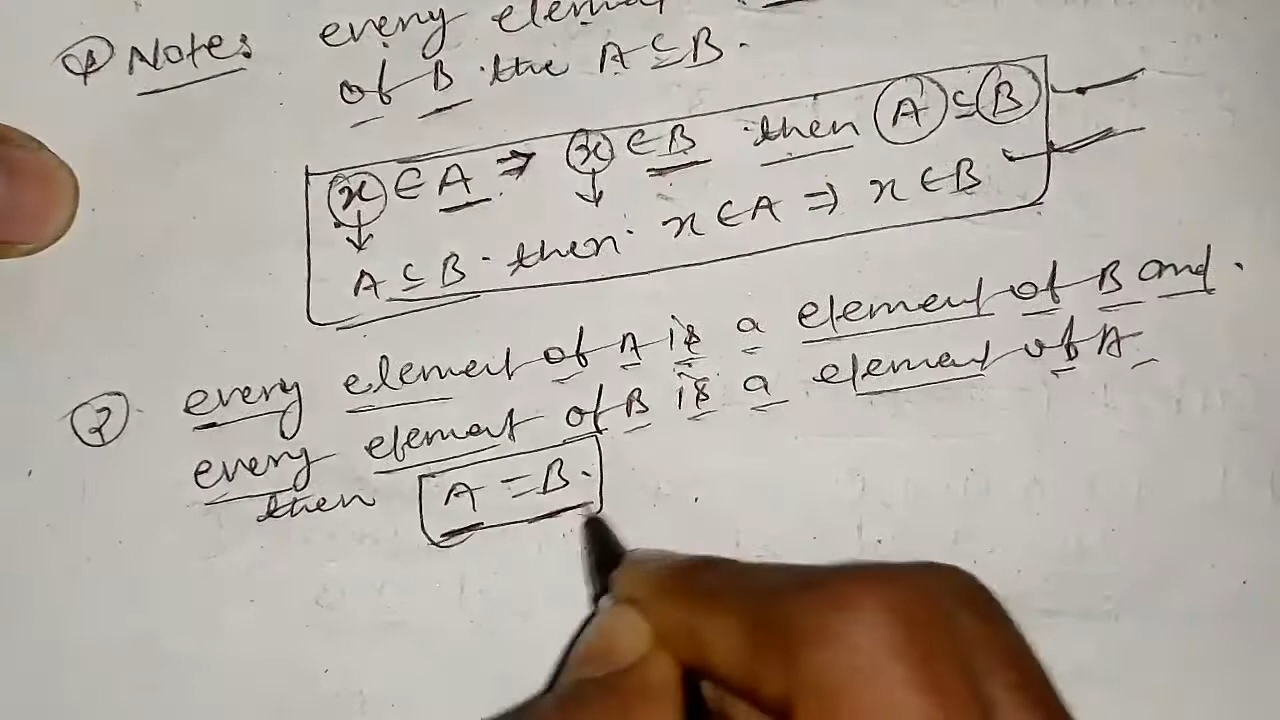 ① Notes every element
of B the A ⊆ B.
x ∈ A ⇒ x ∈ B then A ⊆ B
A ⊆ B. then x ∈ A ⇒ x ∈ B
② every element of A is a element of B and.
every element of B is a element of A
then A = B.